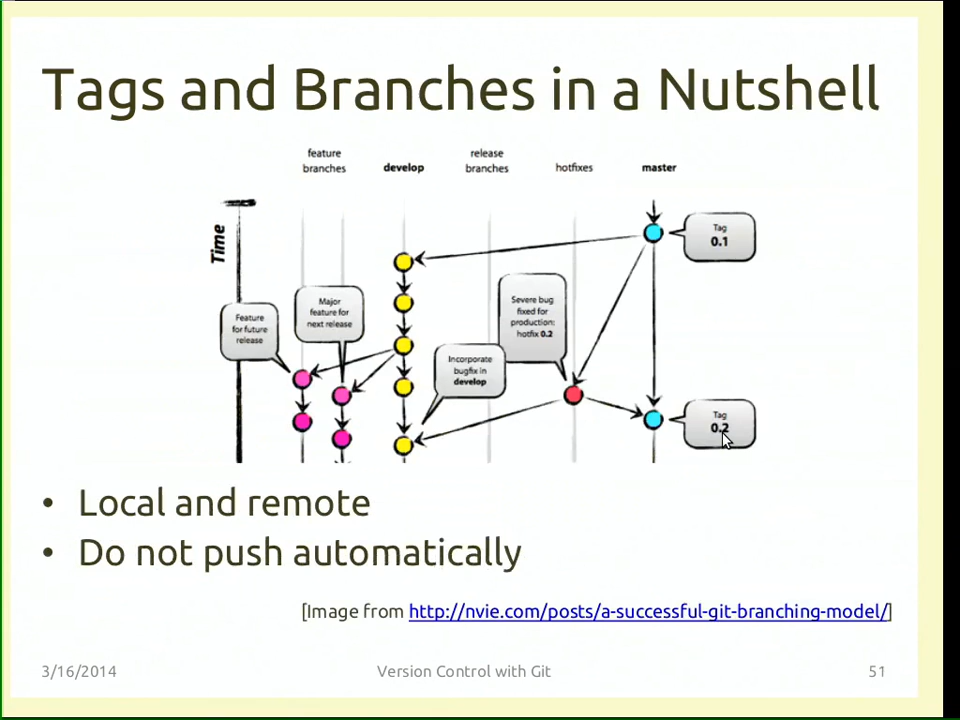 Tags and Branches in a Nutshell
feature
branches
develop
release
branches
hotfixes
master
Time
Tag
0.1
Major
feature for
next release
Feature
for future
release
Severe bug
fixed for
production:
hotfix 0.2
Incorporate
bugfix in
develop
Tag
0.2
• Local and remote
• Do not push automatically
[Image from http://nvie.com/posts/a-successful-git-branching-model/]
3/16/2014
Version Control with Git
51